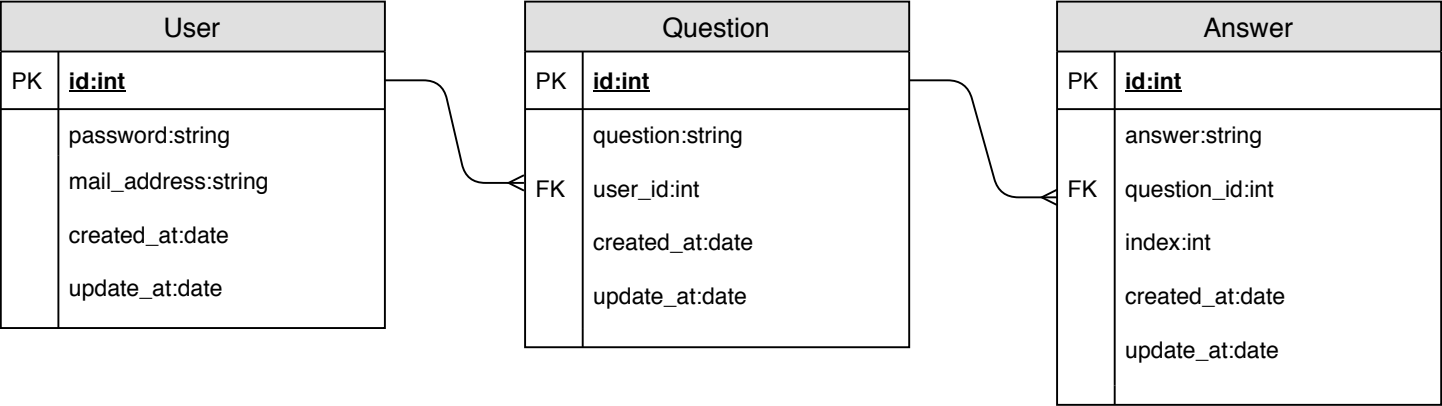 User
PK id:int
password:string
mail_address:string
created_at:date
update_at:date
Question
PK id:int
question:string
FK user_id:int
created_at:date
update_at:date
Answer
PK id:int
answer:string
FK question_id:int
index:int
created_at:date
update_at:date